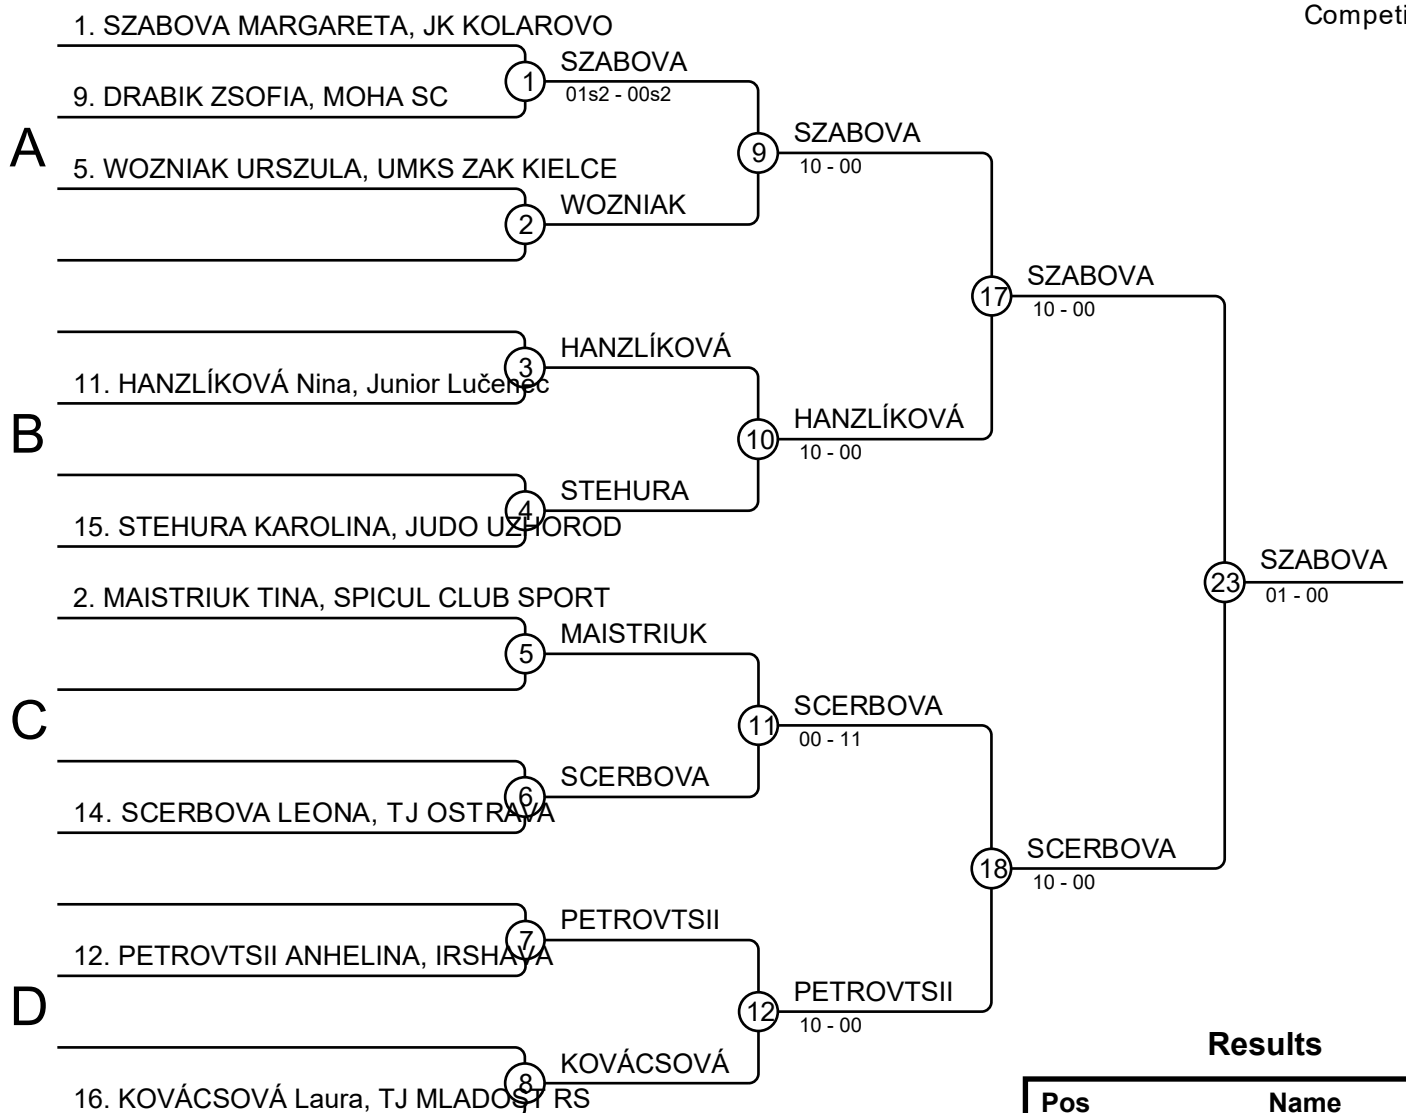 Competi
1. SZABOVA MARGARETA, JK KOLAROVO
1
SZABOVA
01s2 - 00s2
9. DRABIK ZSOFIA, MOHA SC
A
9
SZABOVA
10 - 00
5. WOZNIAK URSZULA, UMKS ZAK KIELCE
2
WOZNIAK
17
SZABOVA
10 - 00
3
HANZLÍKOVÁ
11. HANZLÍKOVÁ Nina, Junior Lučenec
B
10
HANZLÍKOVÁ
10 - 00
4
STEHURA
15. STEHURA KAROLINA, JUDO UZHOROD
23
SZABOVA
01 - 00
2. MAISTRIUK TINA, SPICUL CLUB SPORT
5
MAISTRIUK
C
11
SCERBOVA
00 - 11
6
SCERBOVA
14. SCERBOVA LEONA, TJ OSTRAVA
18
SCERBOVA
10 - 00
7
PETROVTSII
12. PETROVTSII ANHELINA, IRSHAVA
D
12
PETROVTSII
10 - 00
8
KOVÁCSOVÁ
16. KOVÁCSOVÁ Laura, TJ MLADOST RS
Results
Pos Name